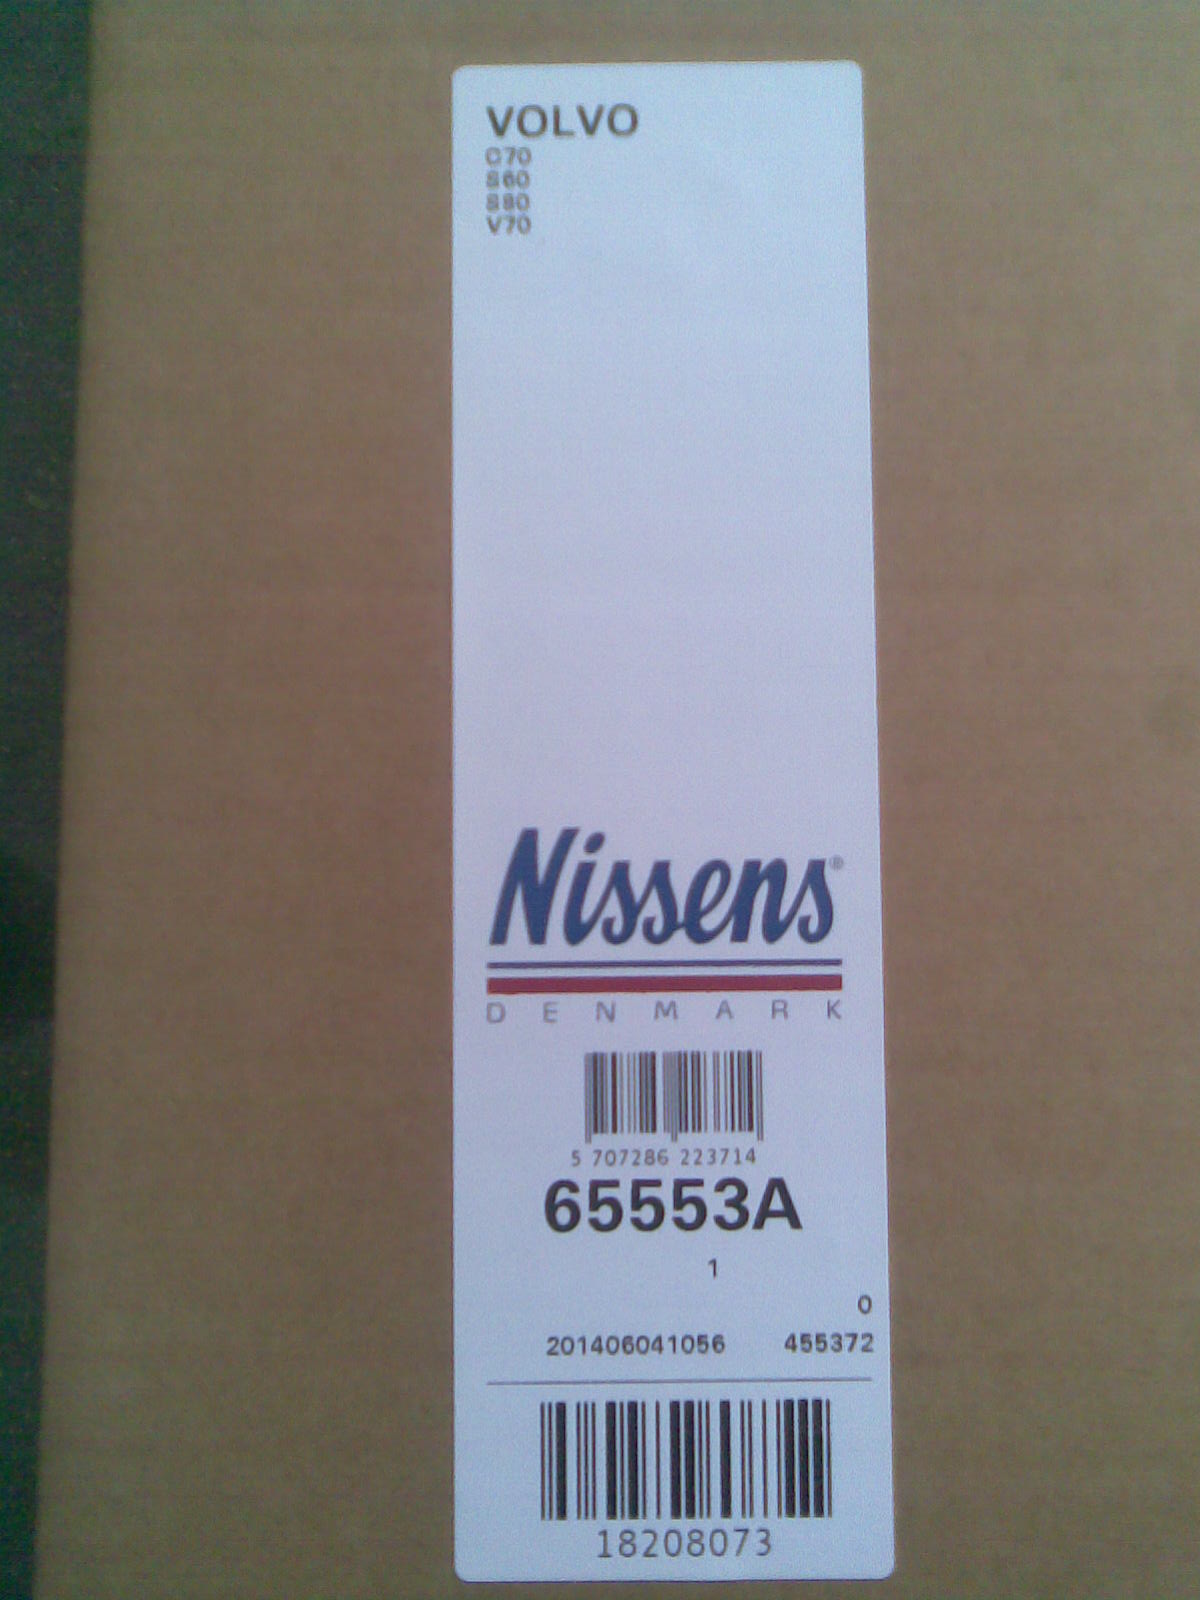 VOLVO
C70
S60
S80
V70
Nissens®
DENMARK
5 707286 223714
65553A
1
0
201406041056 455372
18208073